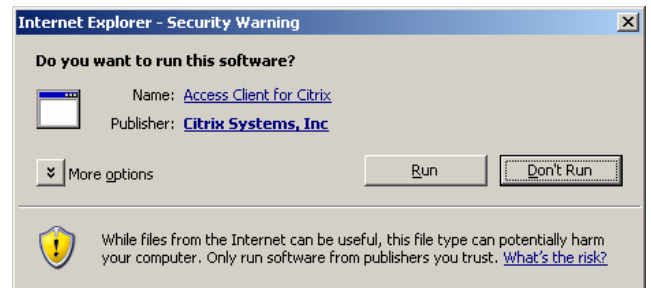 Internet Explorer - Security Warning
Do you want to run this software?
Name: Access Client for Citrix
Publisher: Citrix Systems, Inc
More options
Run
Don't Run
While files from the Internet can be useful, this file type can potentially harm
your computer. Only run software from publishers you trust. What's the risk?